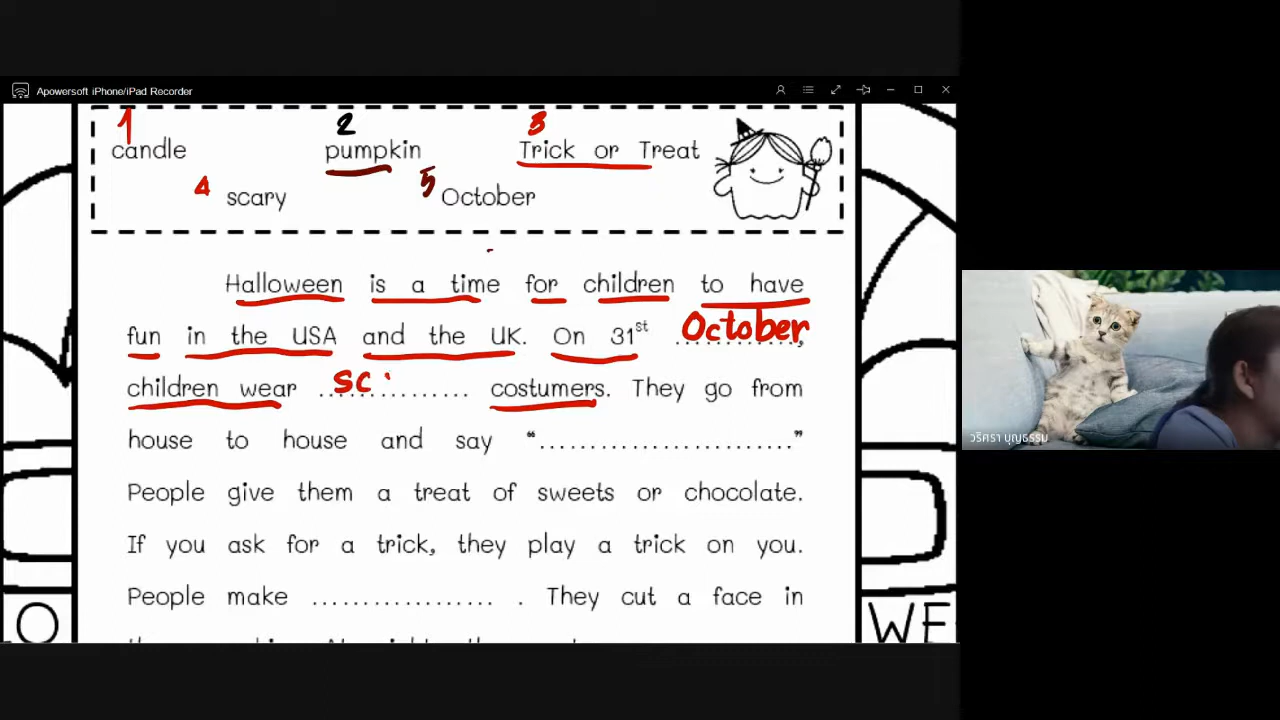 Apowersoft iPhone/iPad Recorder
1 2 3
candle pumpkin Trick or Treat
4 scary 5 October
Halloween is a time for children to have
fun in the USA and the UK. On 31st October,
children wear sc costumers. They go from
house to house and say "……………………"
People give them a treat of sweets or chocolate.
If you ask for a trick, they play a trick on you.
People make ……………… . They cut a face in
O WE
วริศรา บุญธรรม